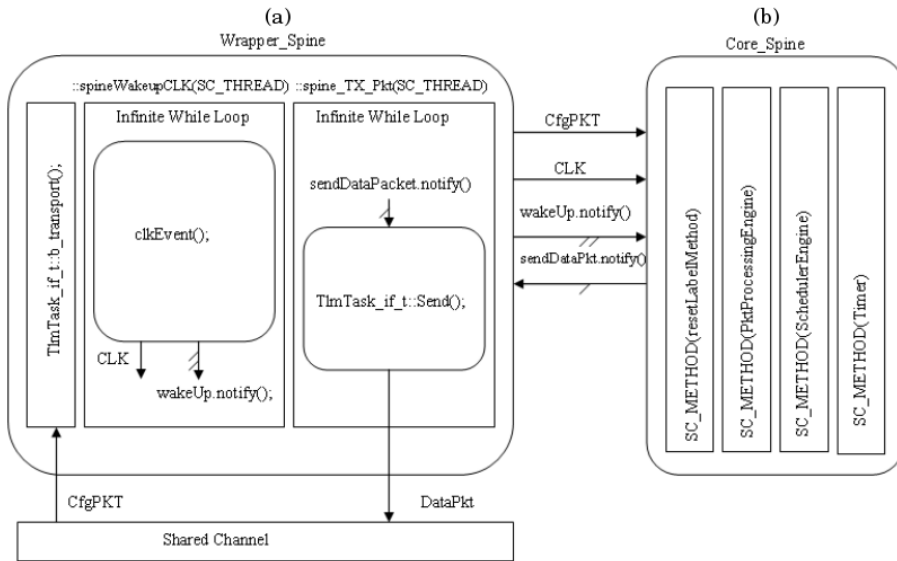 (a)
(b)
Wrapper_Spine
Core_Spine
::spineWakeupCLK(SC_THREAD)
::spine_TX_Pkt(SC_THREAD)
TlmTask_if_t::b_transport();
Infinite While Loop
clkEvent();
CLK
wakeUp.notify();
Infinite While Loop
sendDataPacket.notify()
TlmTask_if_t::Send();
CfgPKT
CLK
wakeUp.notify()
sendDataPkt.notify()
SC_METHOD(resetLabelMethod)
SC_METHOD(PktProcessingEngine)
SC_METHOD(SchedulerEngine)
SC_METHOD(Timer)
CfgPKT
DataPkt
Shared Channel